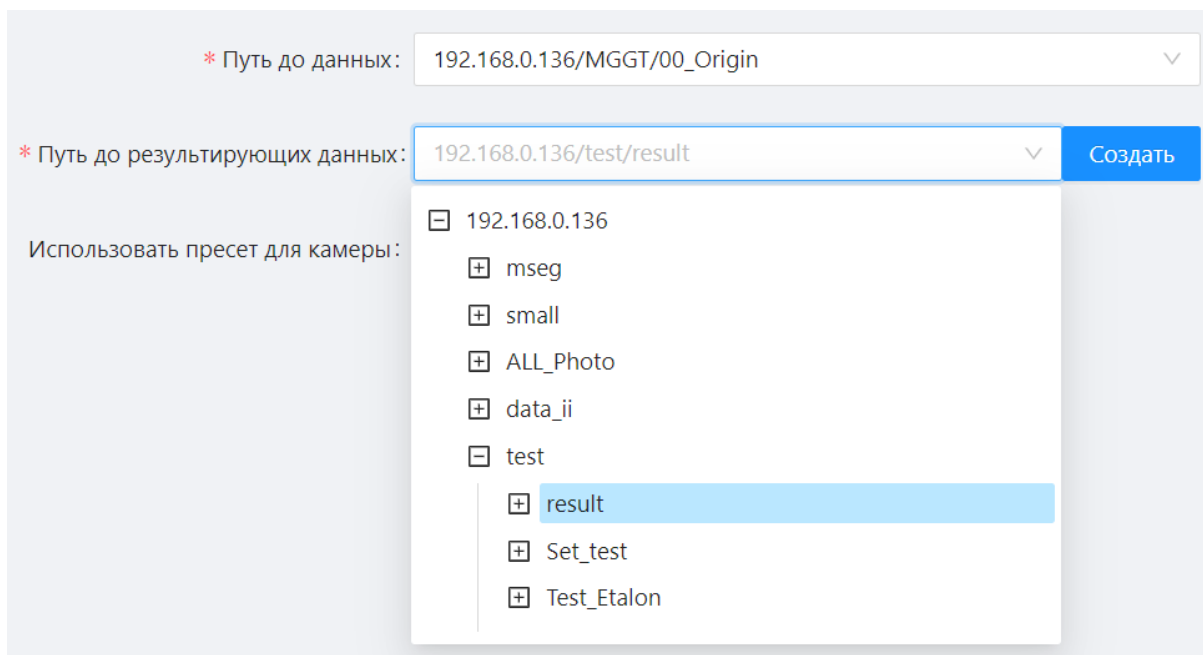 * Путь до данных: 192.168.0.136/MGGT/00_Origin
* Путь до результирующих данных: 192.168.0.136/test/result Создать
192.168.0.136
Использовать пресет для камеры:
mseg
small
ALL_Photo
data_ii
test
result
Set_test
Test_Etalon